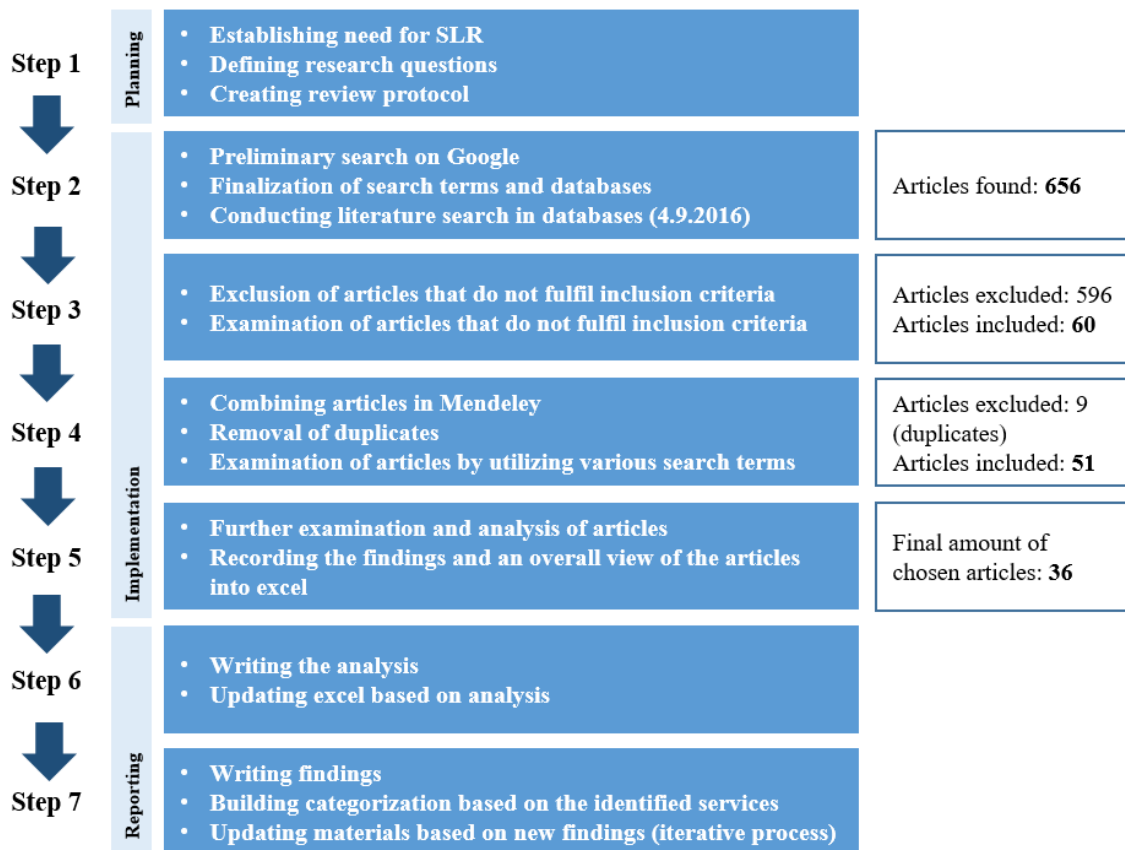 Step 1
Planning
• Establishing need for SLR
• Defining research questions
• Creating review protocol
Step 2
Implementation
• Preliminary search on Google
• Finalization of search terms and databases
• Conducting literature search in databases (4.9.2016)
Articles found: 656
Step 3
• Exclusion of articles that do not fulfil inclusion criteria
• Examination of articles that do not fulfil inclusion criteria
Articles excluded: 596
Articles included: 60
Step 4
• Combining articles in Mendeley
• Removal of duplicates
• Examination of articles by utilizing various search terms
Articles excluded: 9
(duplicates)
Articles included: 51
Step 5
• Further examination and analysis of articles
• Recording the findings and an overall view of the articles
into excel
Final amount of
chosen articles: 36
Step 6
Reporting
• Writing the analysis
• Updating excel based on analysis
Step 7
• Writing findings
• Building categorization based on the identified services
• Updating materials based on new findings (iterative process)